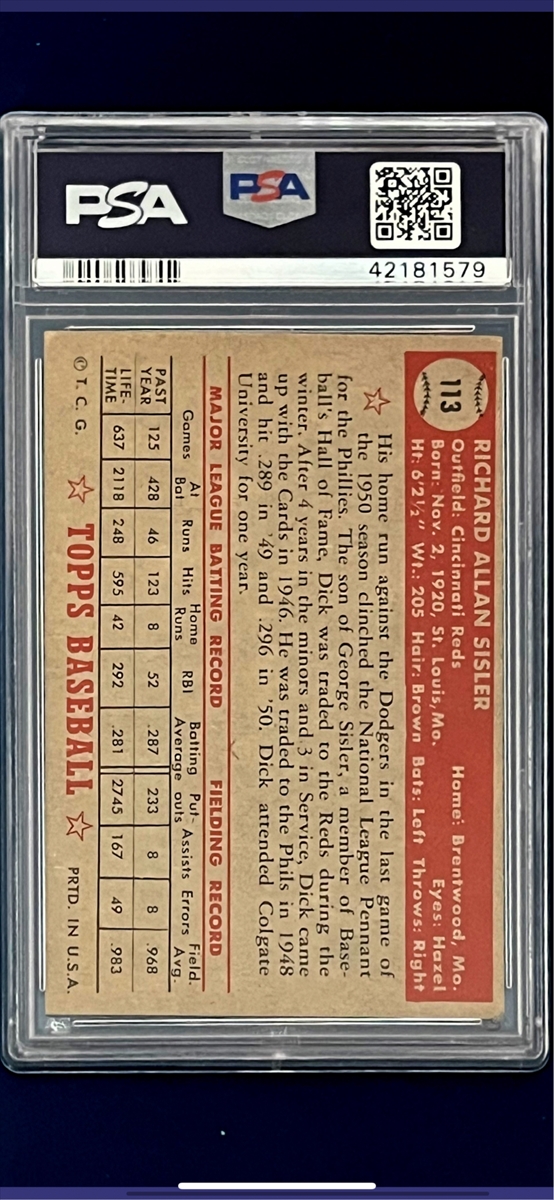 PSA
PSA
42181579
113
RICHARD ALLAN SISLER
Outfield: Cincinnati Reds Home: Brentwood, Mo.
Born: Nov. 2, 1920, St. Louis, Mo. Eyes: Hazel
Ht: 6'2½" Wt.: 205 Hair: Brown Bats: Left Throws: Right
His home run against the Dodgers in the last game of
the 1950 season clinched the National League Pennant
for the Phillies. The son of George Sisler, a member of Base-
ball's Hall of Fame, Dick was traded to the Reds during the
winter. After 4 years in the minors and 3 in Service, Dick came
up with the Cards in 1946. He was traded to the Phils in 1948
and hit .289 in '49 and .296 in '50. Dick attended Colgate
University for one year.
MAJOR LEAGUE BATTING RECORD FIELDING RECORD
Games At Bat Runs Hits Home Runs RBI Batting Average Put-outs Assists Errors Field. Avg.
PAST YEAR 125 428 46 123 8 52 .287 233 8 8 .968
LIFE-TIME 637 2118 248 595 42 292 .281 2745 167 49 .983
© T. C. G. ☆ TOPPS BASEBALL ☆ PRTD. IN U.S.A.